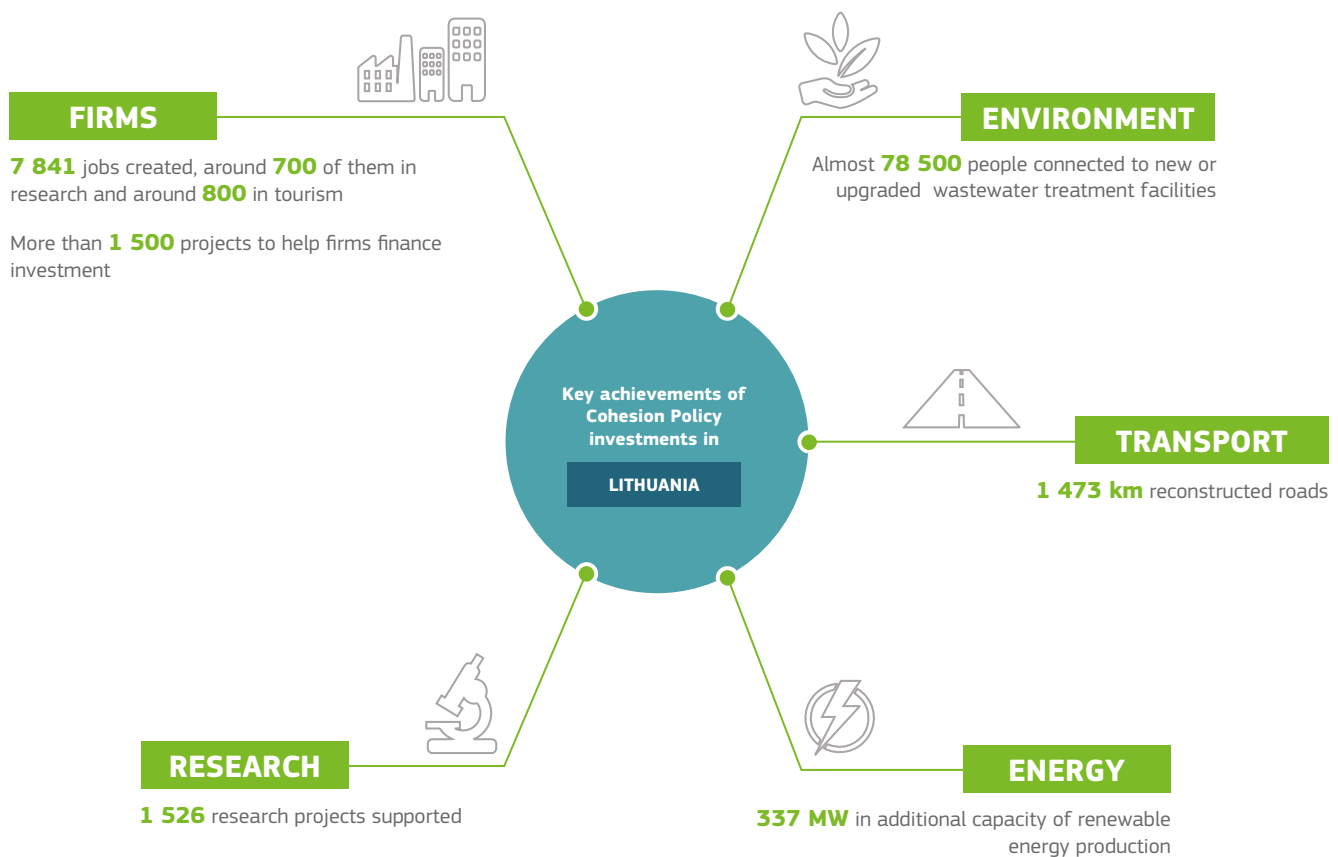 FIRMS
7 841 jobs created, around 700 of them in
research and around 800 in tourism
More than 1 500 projects to help firms finance
investment
ENVIRONMENT
Almost 78 500 people connected to new or
upgraded wastewater treatment facilities
Key achievements of
Cohesion Policy
investments in
LITHUANIA
TRANSPORT
1 473 km reconstructed roads
RESEARCH
1 526 research projects supported
ENERGY
337 MW in additional capacity of renewable
energy production